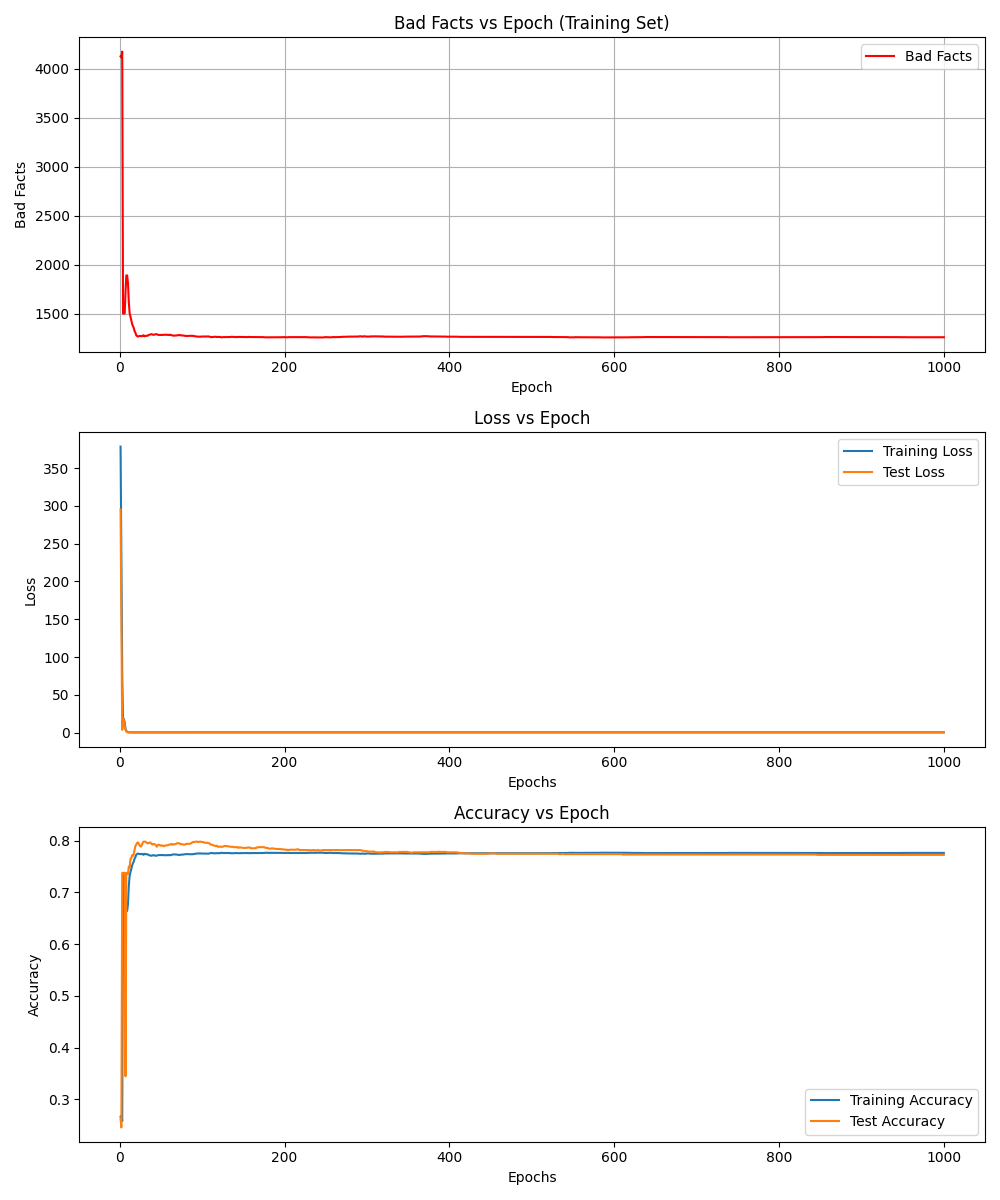 Bad Facts vs Epoch (Training Set)
4000
3500
3000
2500
2000
1500
Bad Facts
Bad Facts
0 200 400 600 800 1000
Epoch
Loss vs Epoch
350
300
250
200
150
100
50
0
Loss
Training Loss
Test Loss
0 200 400 600 800 1000
Epochs
Accuracy vs Epoch
0.8
0.7
0.6
0.5
0.4
0.3
Accuracy
Training Accuracy
Test Accuracy
0 200 400 600 800 1000
Epochs